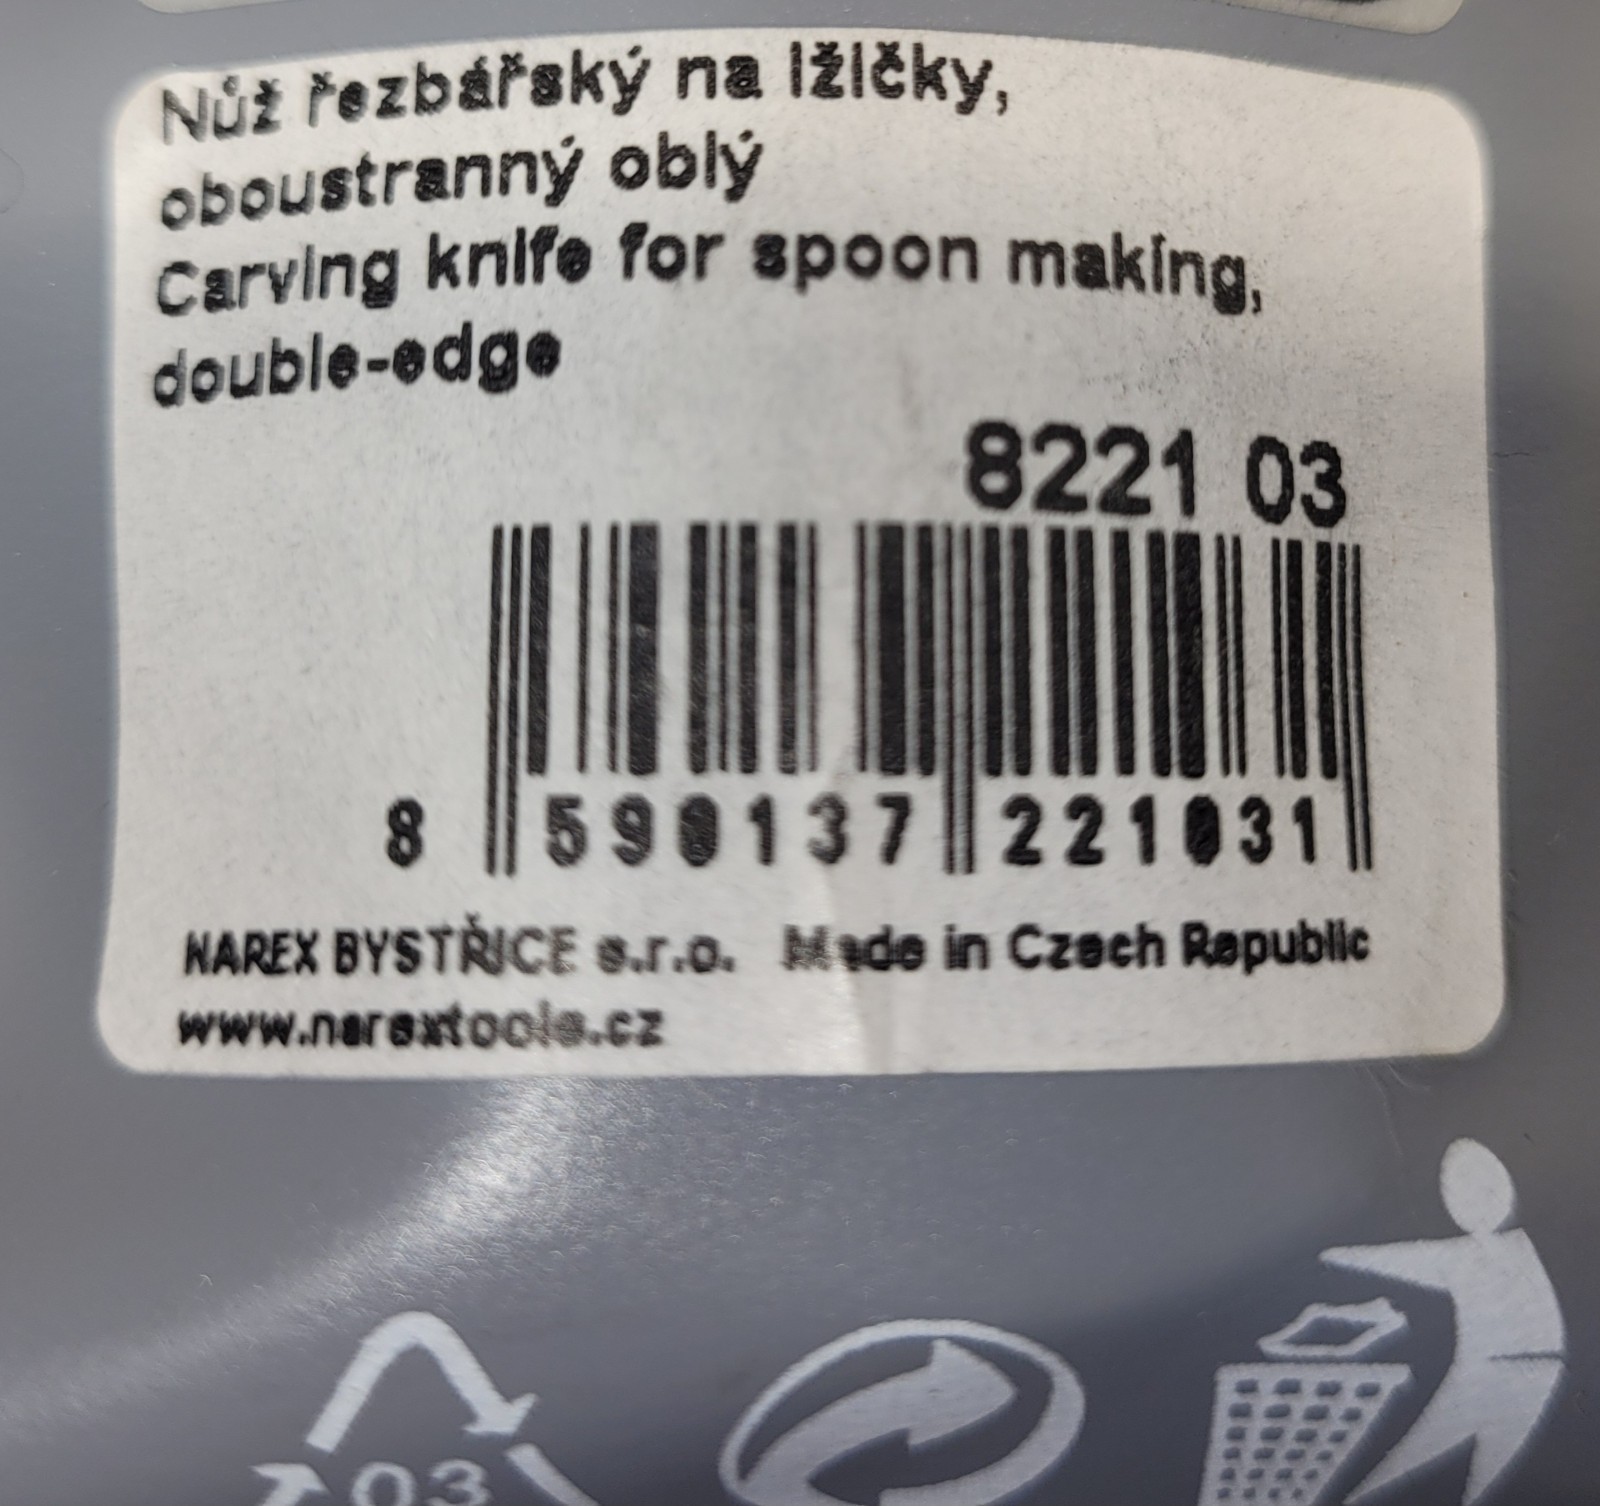 Nůž řezbářský na lžičky,
oboustranný oblý
Carving knife for spoon making,
double-edge
8221 03
8 590137 221031
NAREX BYSTŘICE s.r.o. Made in Czech Republic
www.narextools.cz
03